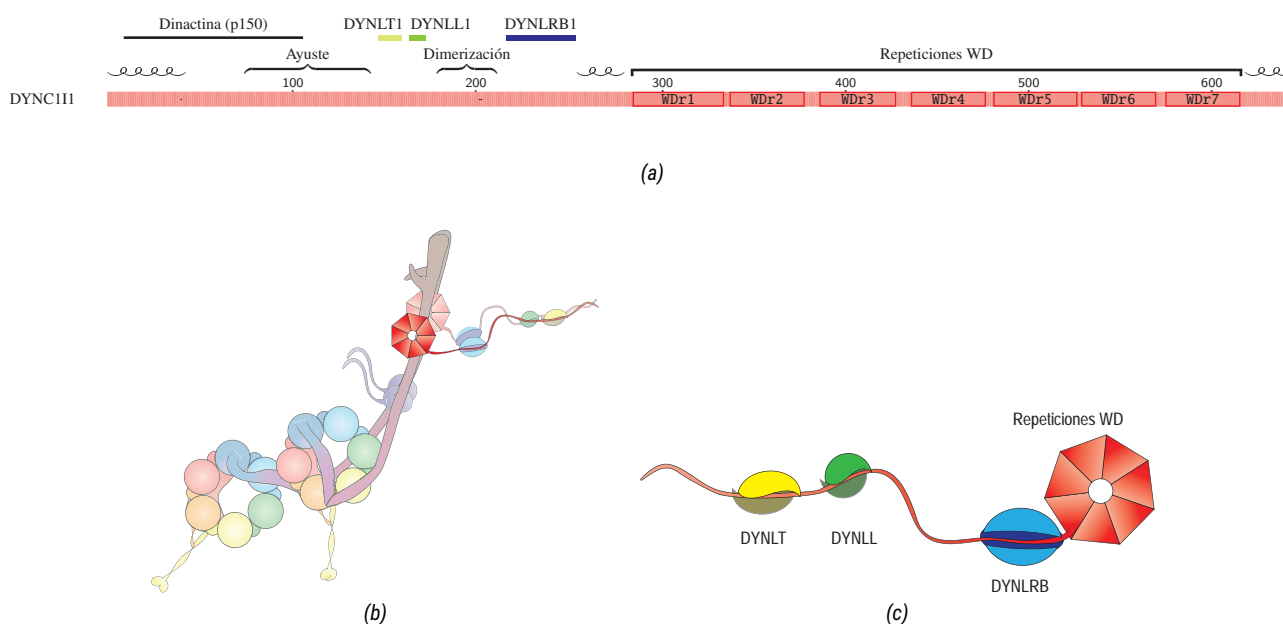 Dinactina (p150) DYNLT1 DYNLL1 DYNLRB1
Ayuste Dimerización Repeticiones WD
100 200 300 400 500 600
DYNC1I1 WDr1 WDr2 WDr3 WDr4 WDr5 WDr6 WDr7
(a)
Repeticiones WD
DYNLT DYNLL
DYNLRB
(b) (c)